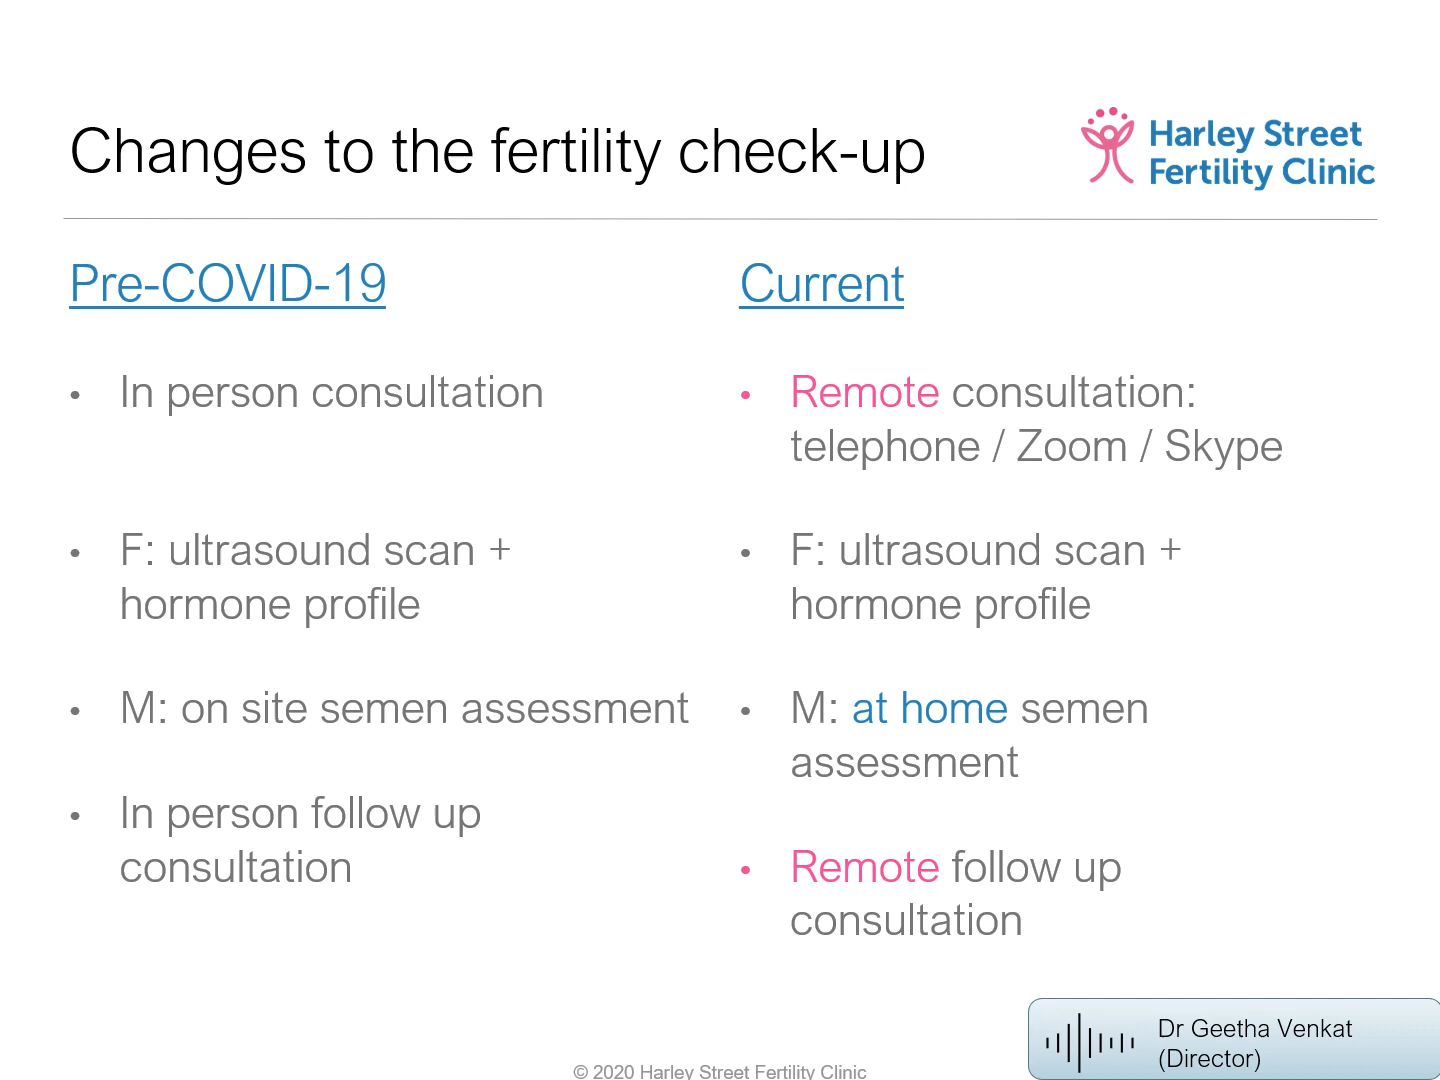 Changes to the fertility check-up
Harley Street
Fertility Clinic
Pre-COVID-19
• In person consultation
• F: ultrasound scan +
hormone profile
• M: on site semen assessment
• In person follow up
consultation
Current
• Remote consultation:
telephone / Zoom / Skype
• F: ultrasound scan +
hormone profile
• M: at home semen
assessment
• Remote follow up
consultation
Dr Geetha Venkat
(Director)
© 2020 Harley Street Fertility Clinic